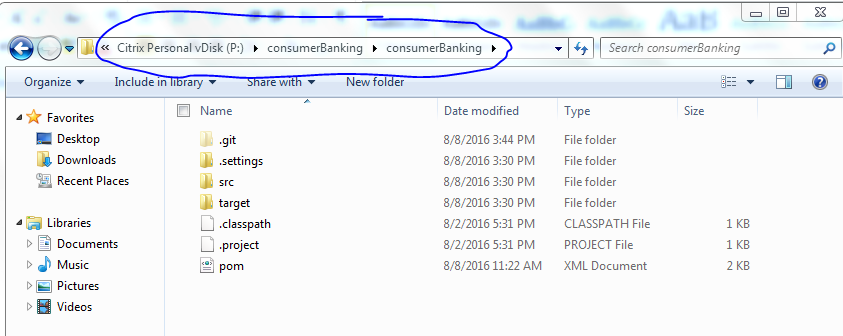 AaB
« Citrix Personal vDisk (P:) consumerBanking consumerBanking Search consumerBanking
Organize Include in library Share with New folder
Name Date modified Type Size
Favorites
Desktop
Downloads
Recent Places
Libraries
Documents
Music
Pictures
Videos
.git 8/8/2016 3:44 PM File folder
.settings 8/8/2016 3:30 PM File folder
src 8/8/2016 3:30 PM File folder
target 8/8/2016 3:30 PM File folder
.classpath 8/2/2016 5:31 PM CLASSPATH File 1 KB
.project 8/2/2016 5:31 PM PROJECT File 1 KB
pom 8/8/2016 11:22 AM XML Document 2 KB